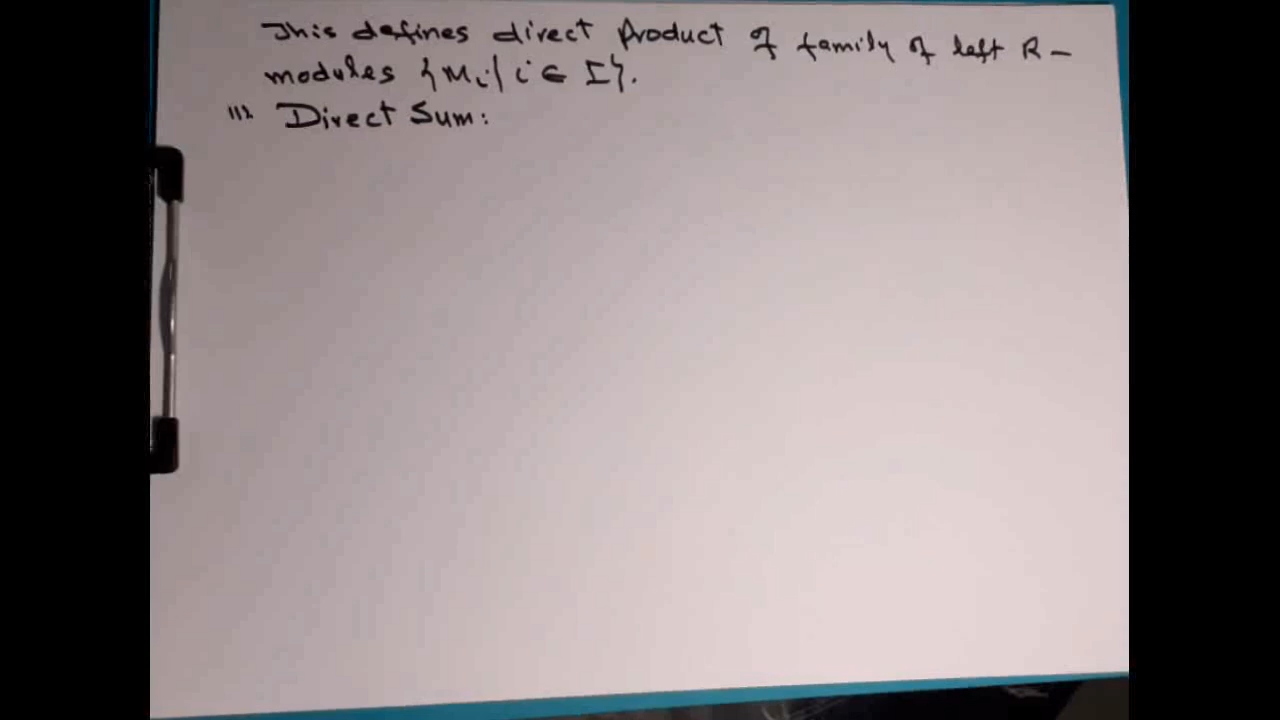 This defines direct product of family of left R-
modules {Mi | i ∈ I}.
iii) Direct Sum: